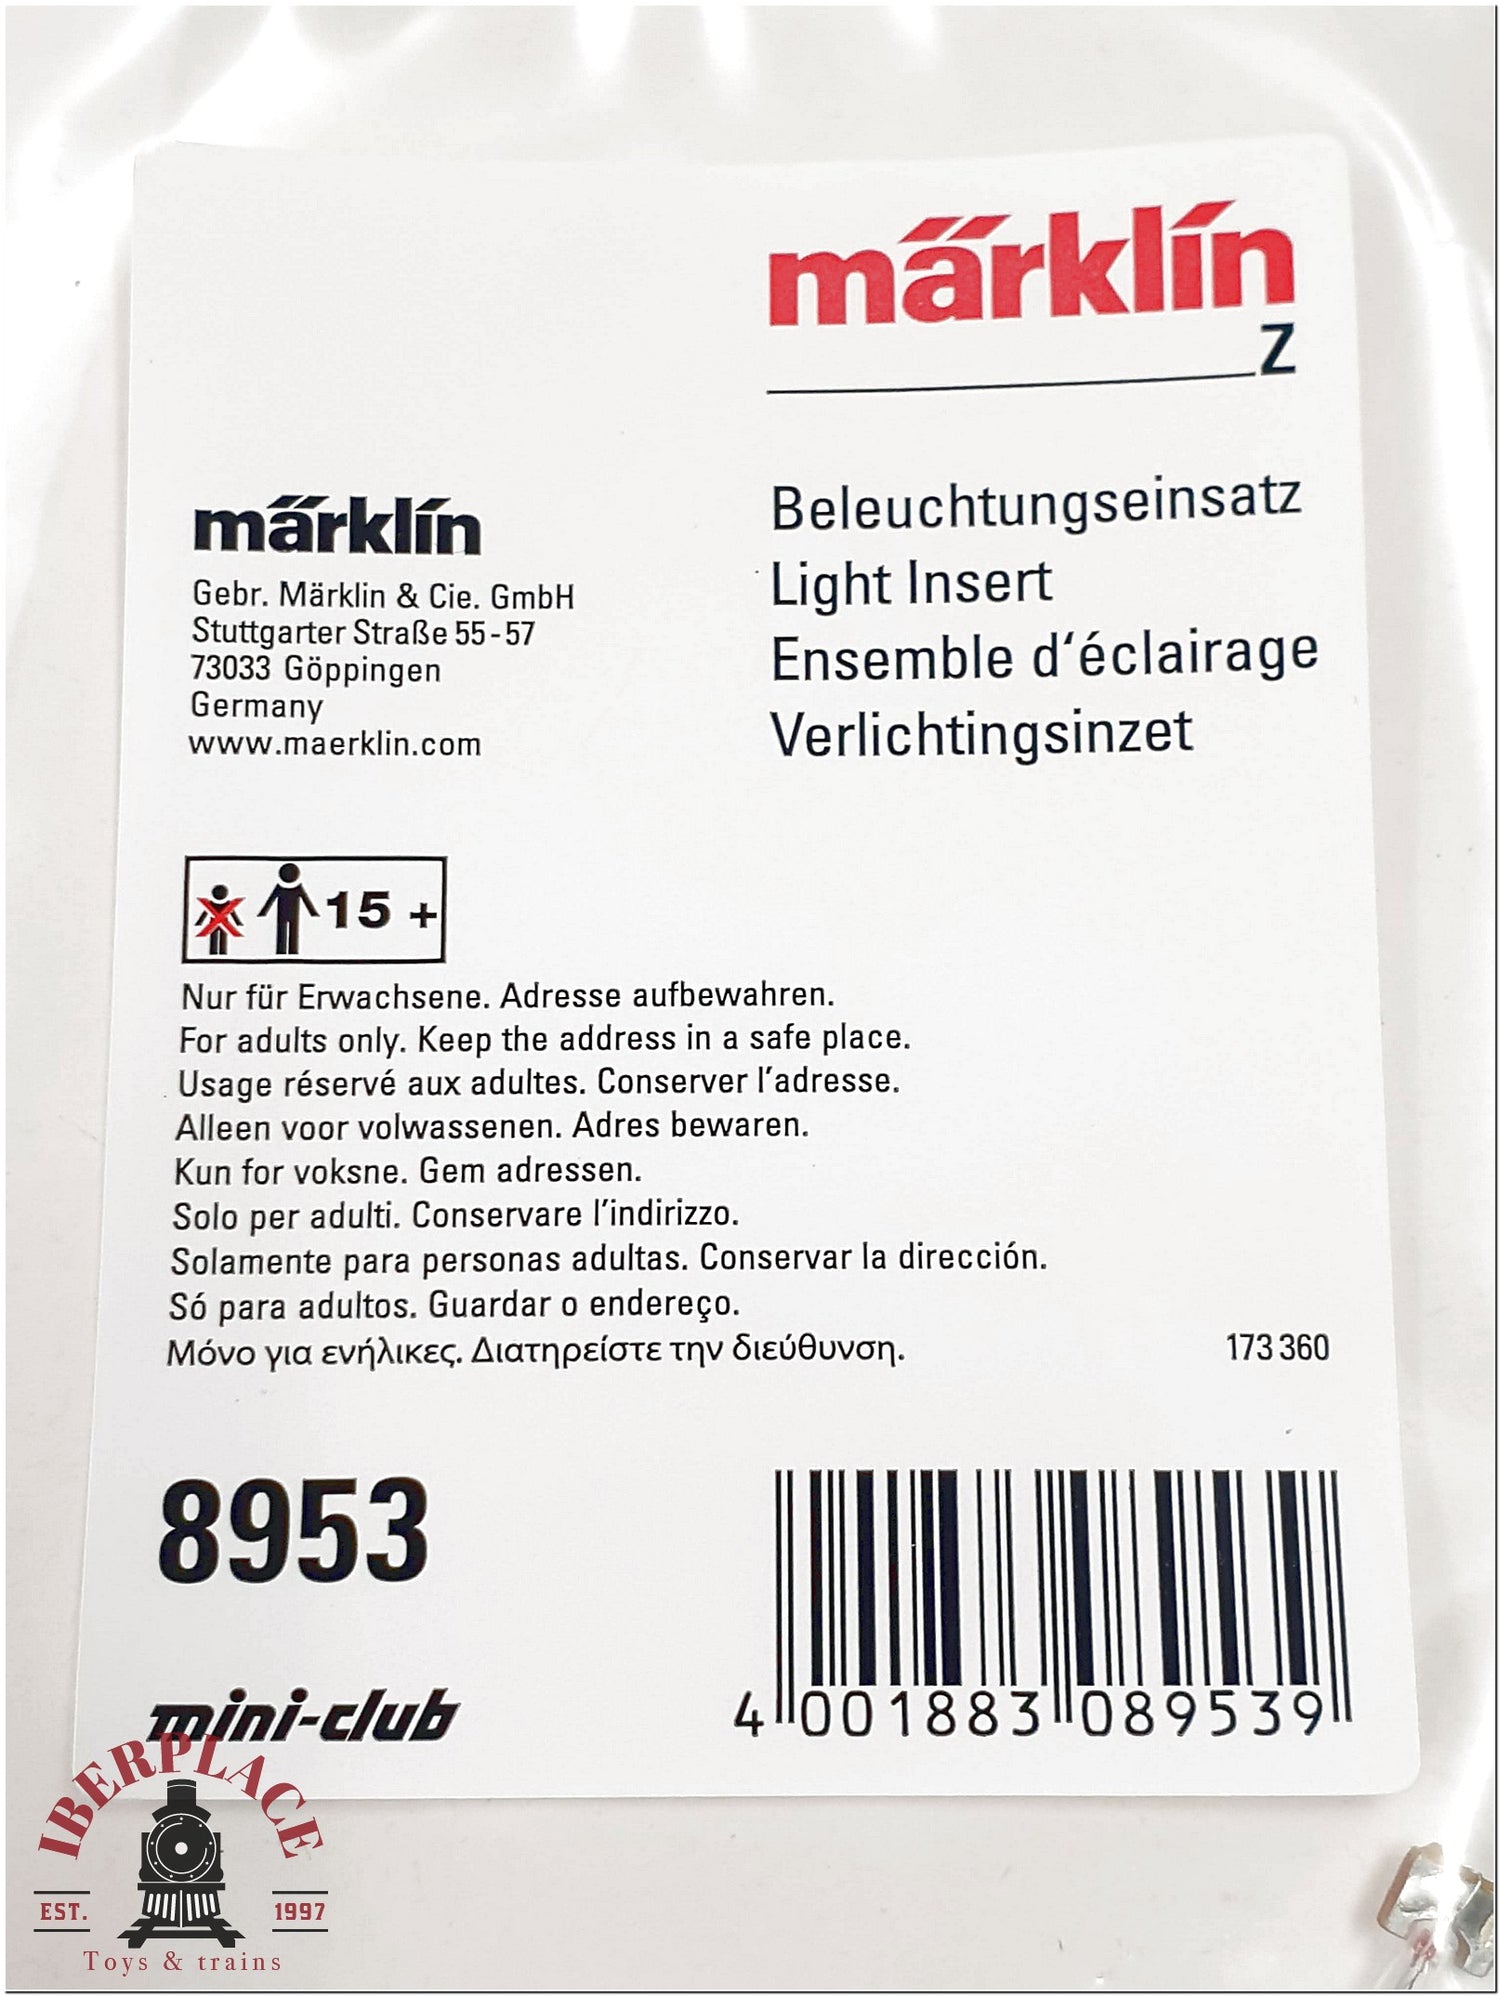 märklin
Z
Beleuchtungseinsatz
Light Insert
Ensemble d‘éclairage
Verlichtingsinzet
märklin
Gebr. Märklin & Cie. GmbH
Stuttgarter Straße 55-57
73033 Göppingen
Germany
www.maerklin.com
15 +
Nur für Erwachsene. Adresse aufbewahren.
For adults only. Keep the address in a safe place.
Usage réservé aux adultes. Conserver l’adresse.
Alleen voor volwassenen. Adres bewaren.
Kun for voksne. Gem adressen.
Solo per adulti. Conservare l’indirizzo.
Solamente para personas adultas. Conservar la dirección.
Só para adultos. Guardar o endereço.
Μόνο για ενήλικες. Διατηρείστε την διεύθυνση.
173 360
8953
mini-club
4 001883 089539
IBERPLACE
EST. 1997
Toys & trains